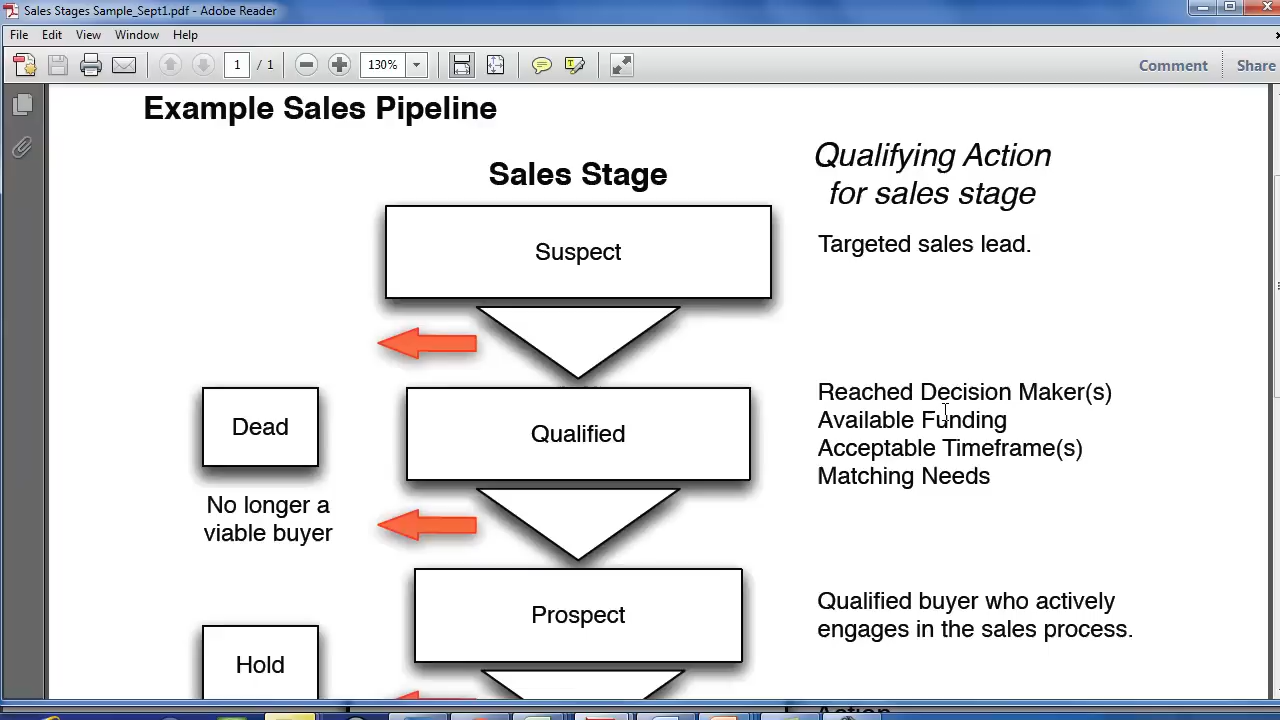 Sales Stages Sample_Sept1.pdf - Adobe Reader
File Edit View Window Help
1 / 1 130% Comment Share
Example Sales Pipeline
Sales Stage
Qualifying Action
for sales stage
Suspect
Targeted sales lead.
Dead
No longer a
viable buyer
Qualified
Reached Decision Maker(s)
Available Funding
Acceptable Timeframe(s)
Matching Needs
Prospect
Qualified buyer who actively
engages in the sales process.
Hold
Action